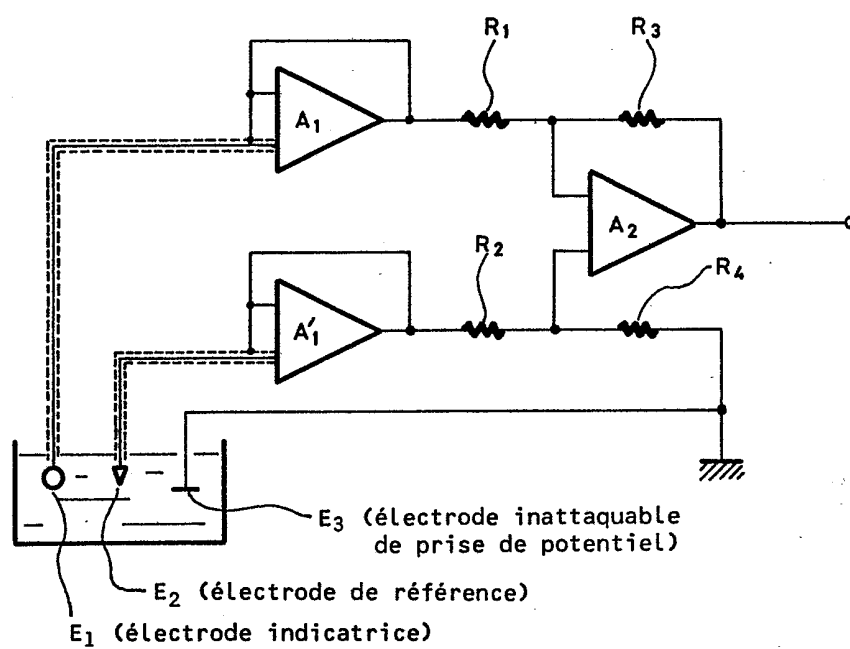 R1
R3
A1
A2
R2
R4
A'1
E3 (électrode inattaquable
de prise de potentiel)
E2 (électrode de référence)
E1 (électrode indicatrice)